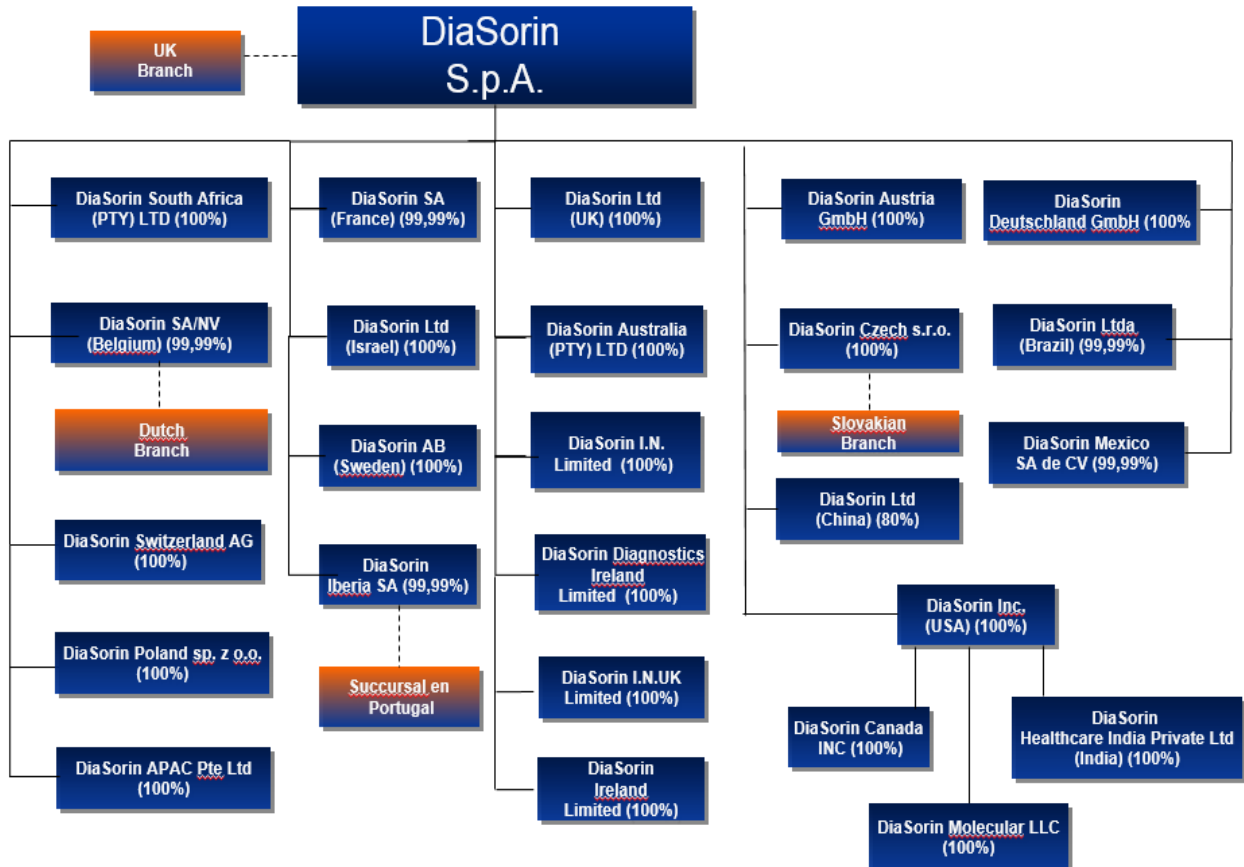 DiaSorin
S.p.A.
UK
Branch
DiaSorin South Africa
(PTY) LTD (100%)
DiaSorin SA/NV
(Belgium) (99,99%)
Dutch
Branch
DiaSorin Switzerland AG
(100%)
DiaSorin Poland sp. z o.o.
(100%)
DiaSorin APAC Pte Ltd
(100%)
DiaSorin SA
(France) (99,99%)
DiaSorin Ltd
(Israel) (100%)
DiaSorin AB
(Sweden) (100%)
DiaSorin
Iberia SA (99,99%)
Succursal en
Portugal
DiaSorin Ltd
(UK) (100%)
DiaSorin Australia
(PTY) LTD (100%)
DiaSorin I.N.
Limited (100%)
DiaSorin Diagnostics
Ireland
Limited (100%)
DiaSorin I.N.UK
Limited (100%)
DiaSorin
Ireland
Limited (100%)
DiaSorin Austria
GmbH (100%)
DiaSorin Czech s.r.o.
(100%)
Slovakian
Branch
DiaSorin Ltd
(China) (80%)
DiaSorin
Deutschland GmbH (100%
DiaSorin Ltda
(Brazil) (99,99%)
DiaSorin Mexico
SA de CV (99,99%)
DiaSorin Inc.
(USA) (100%)
DiaSorin Canada
INC (100%)
DiaSorin
Healthcare India Private Ltd
(India) (100%)
DiaSorin Molecular LLC
(100%)